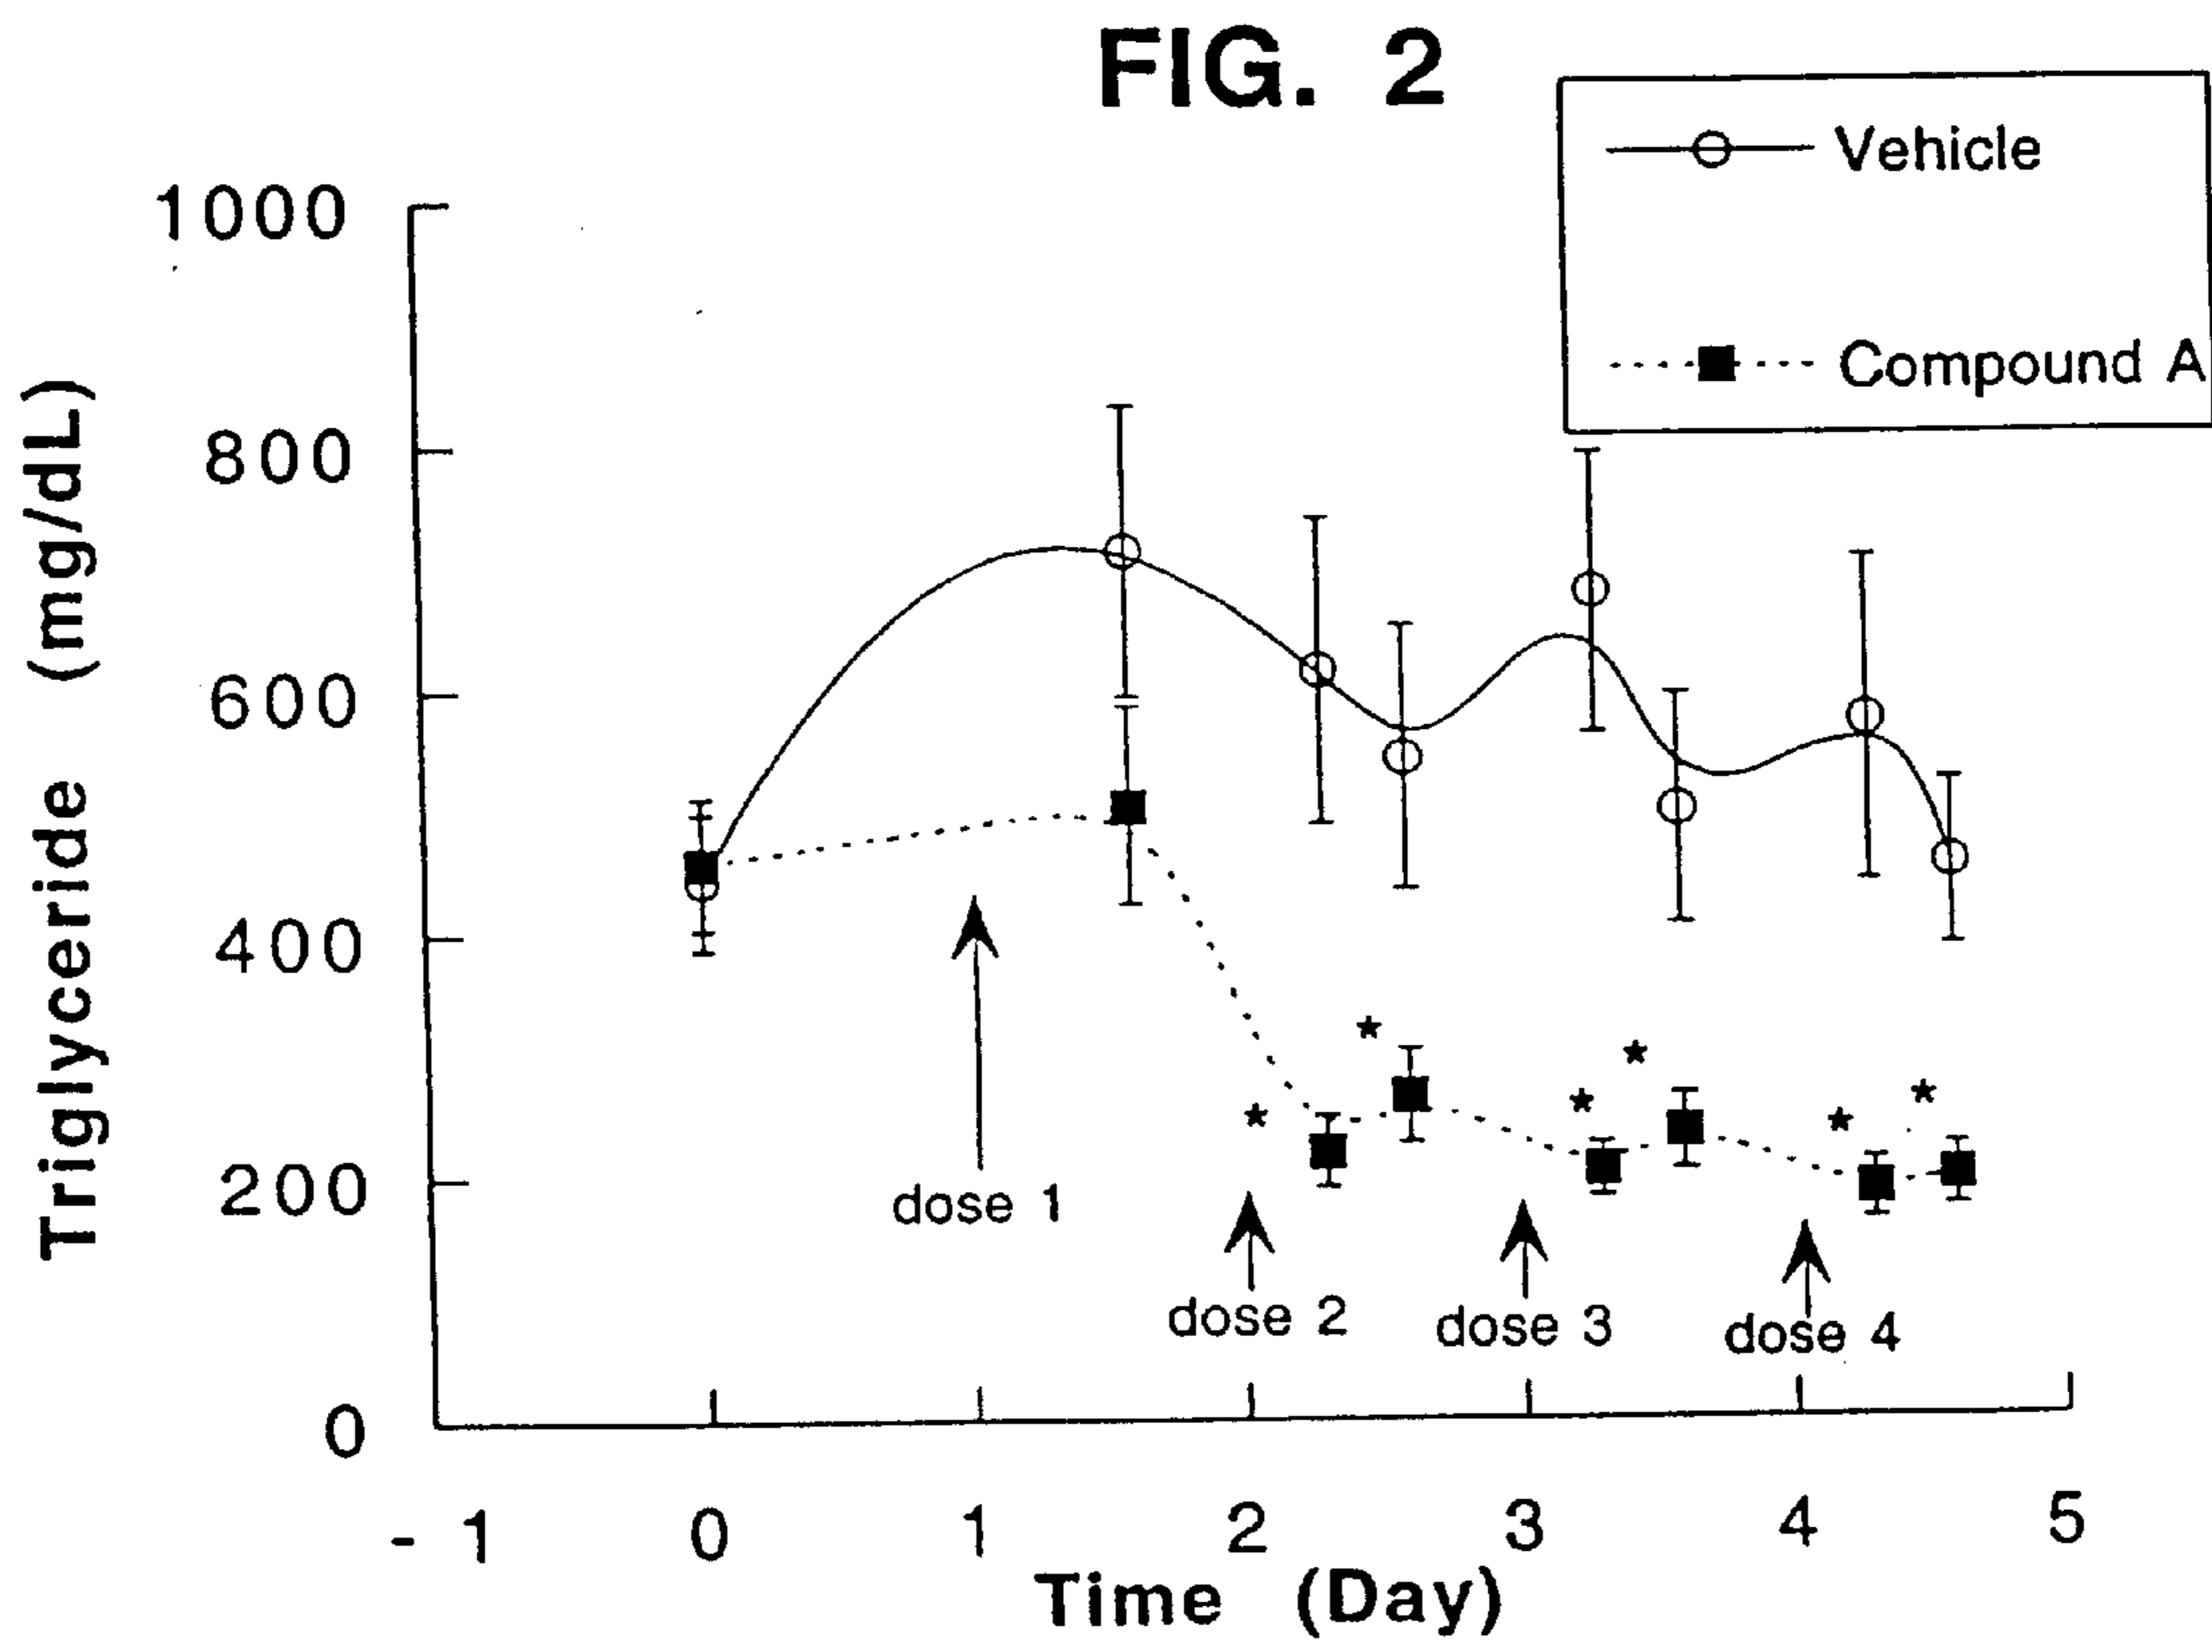 FIG. 2
Vehicle
Compound A
Triglyceride (mg/dL)
1000
800
600
400
200
0
*
*
*
*
*
*
dose 1
dose 2
dose 3
dose 4
- 1 0 1 2 3 4 5
Time (Day)